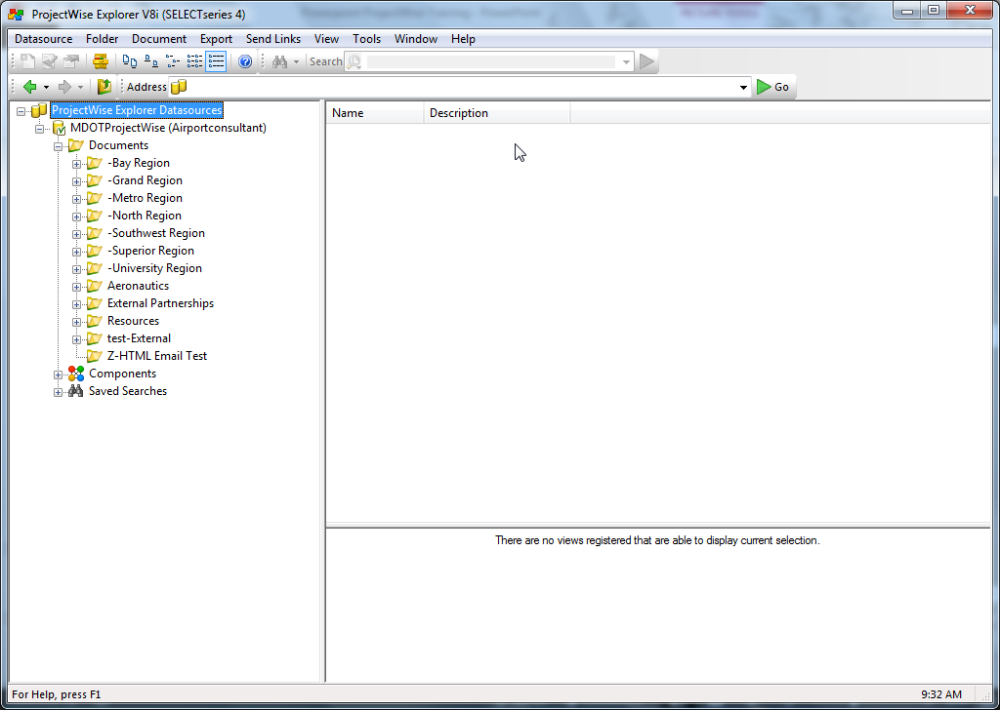 ProjectWise Explorer V8i (SELECTseries 4)
Datasource Folder Document Export Send Links View Tools Window Help
Search
Address Go
ProjectWise Explorer Datasources
MDOTProjectWise (Airportconsultant)
Documents
-Bay Region
-Grand Region
-Metro Region
-North Region
-Southwest Region
-Superior Region
-University Region
Aeronautics
External Partnerships
Resources
test-External
Z-HTML Email Test
Components
Saved Searches
Name Description
There are no views registered that are able to display current selection.
For Help, press F1 9:32 AM